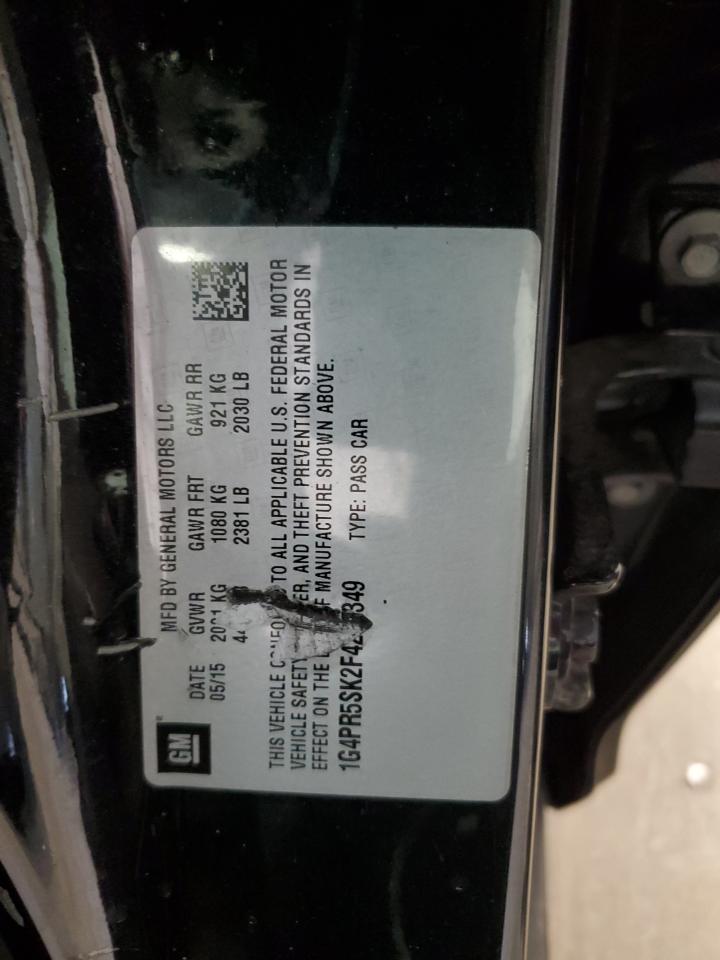 GM
MFD BY GENERAL MOTORS LLC
DATE GVWR GAWR FRT GAWR RR
05/15 KG 1080 KG 921 KG
2381 LB 2030 LB
THIS VEHICLE TO ALL APPLICABLE U.S. FEDERAL MOTOR
VEHICLE SAFETY AND THEFT PREVENTION STANDARDS IN
EFFECT ON THE MANUFACTURE SHOWN ABOVE.
TYPE: PASS CAR